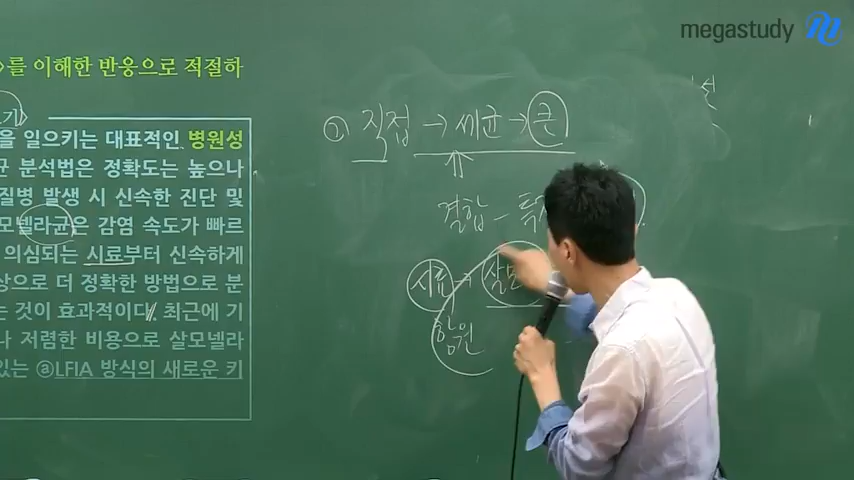 megastudy
>를 이해한 반응으로 적절하
기>
을 일으키는 대표적인 병원성
균 분석법은 정확도는 높으나
질병 발생 시 신속한 진단 및
모넬라균은 감염 속도가 빠르
의심되는 시료부터 신속하게
상으로 더 정확한 방법으로 분
는 것이 효과적이다. 최근에 기
나 저렴한 비용으로 살모넬라
있는 ⓐLFIA 방식의 새로운 키
직접 → 세균 → 큰
결합 -
시료 → 살모
항원